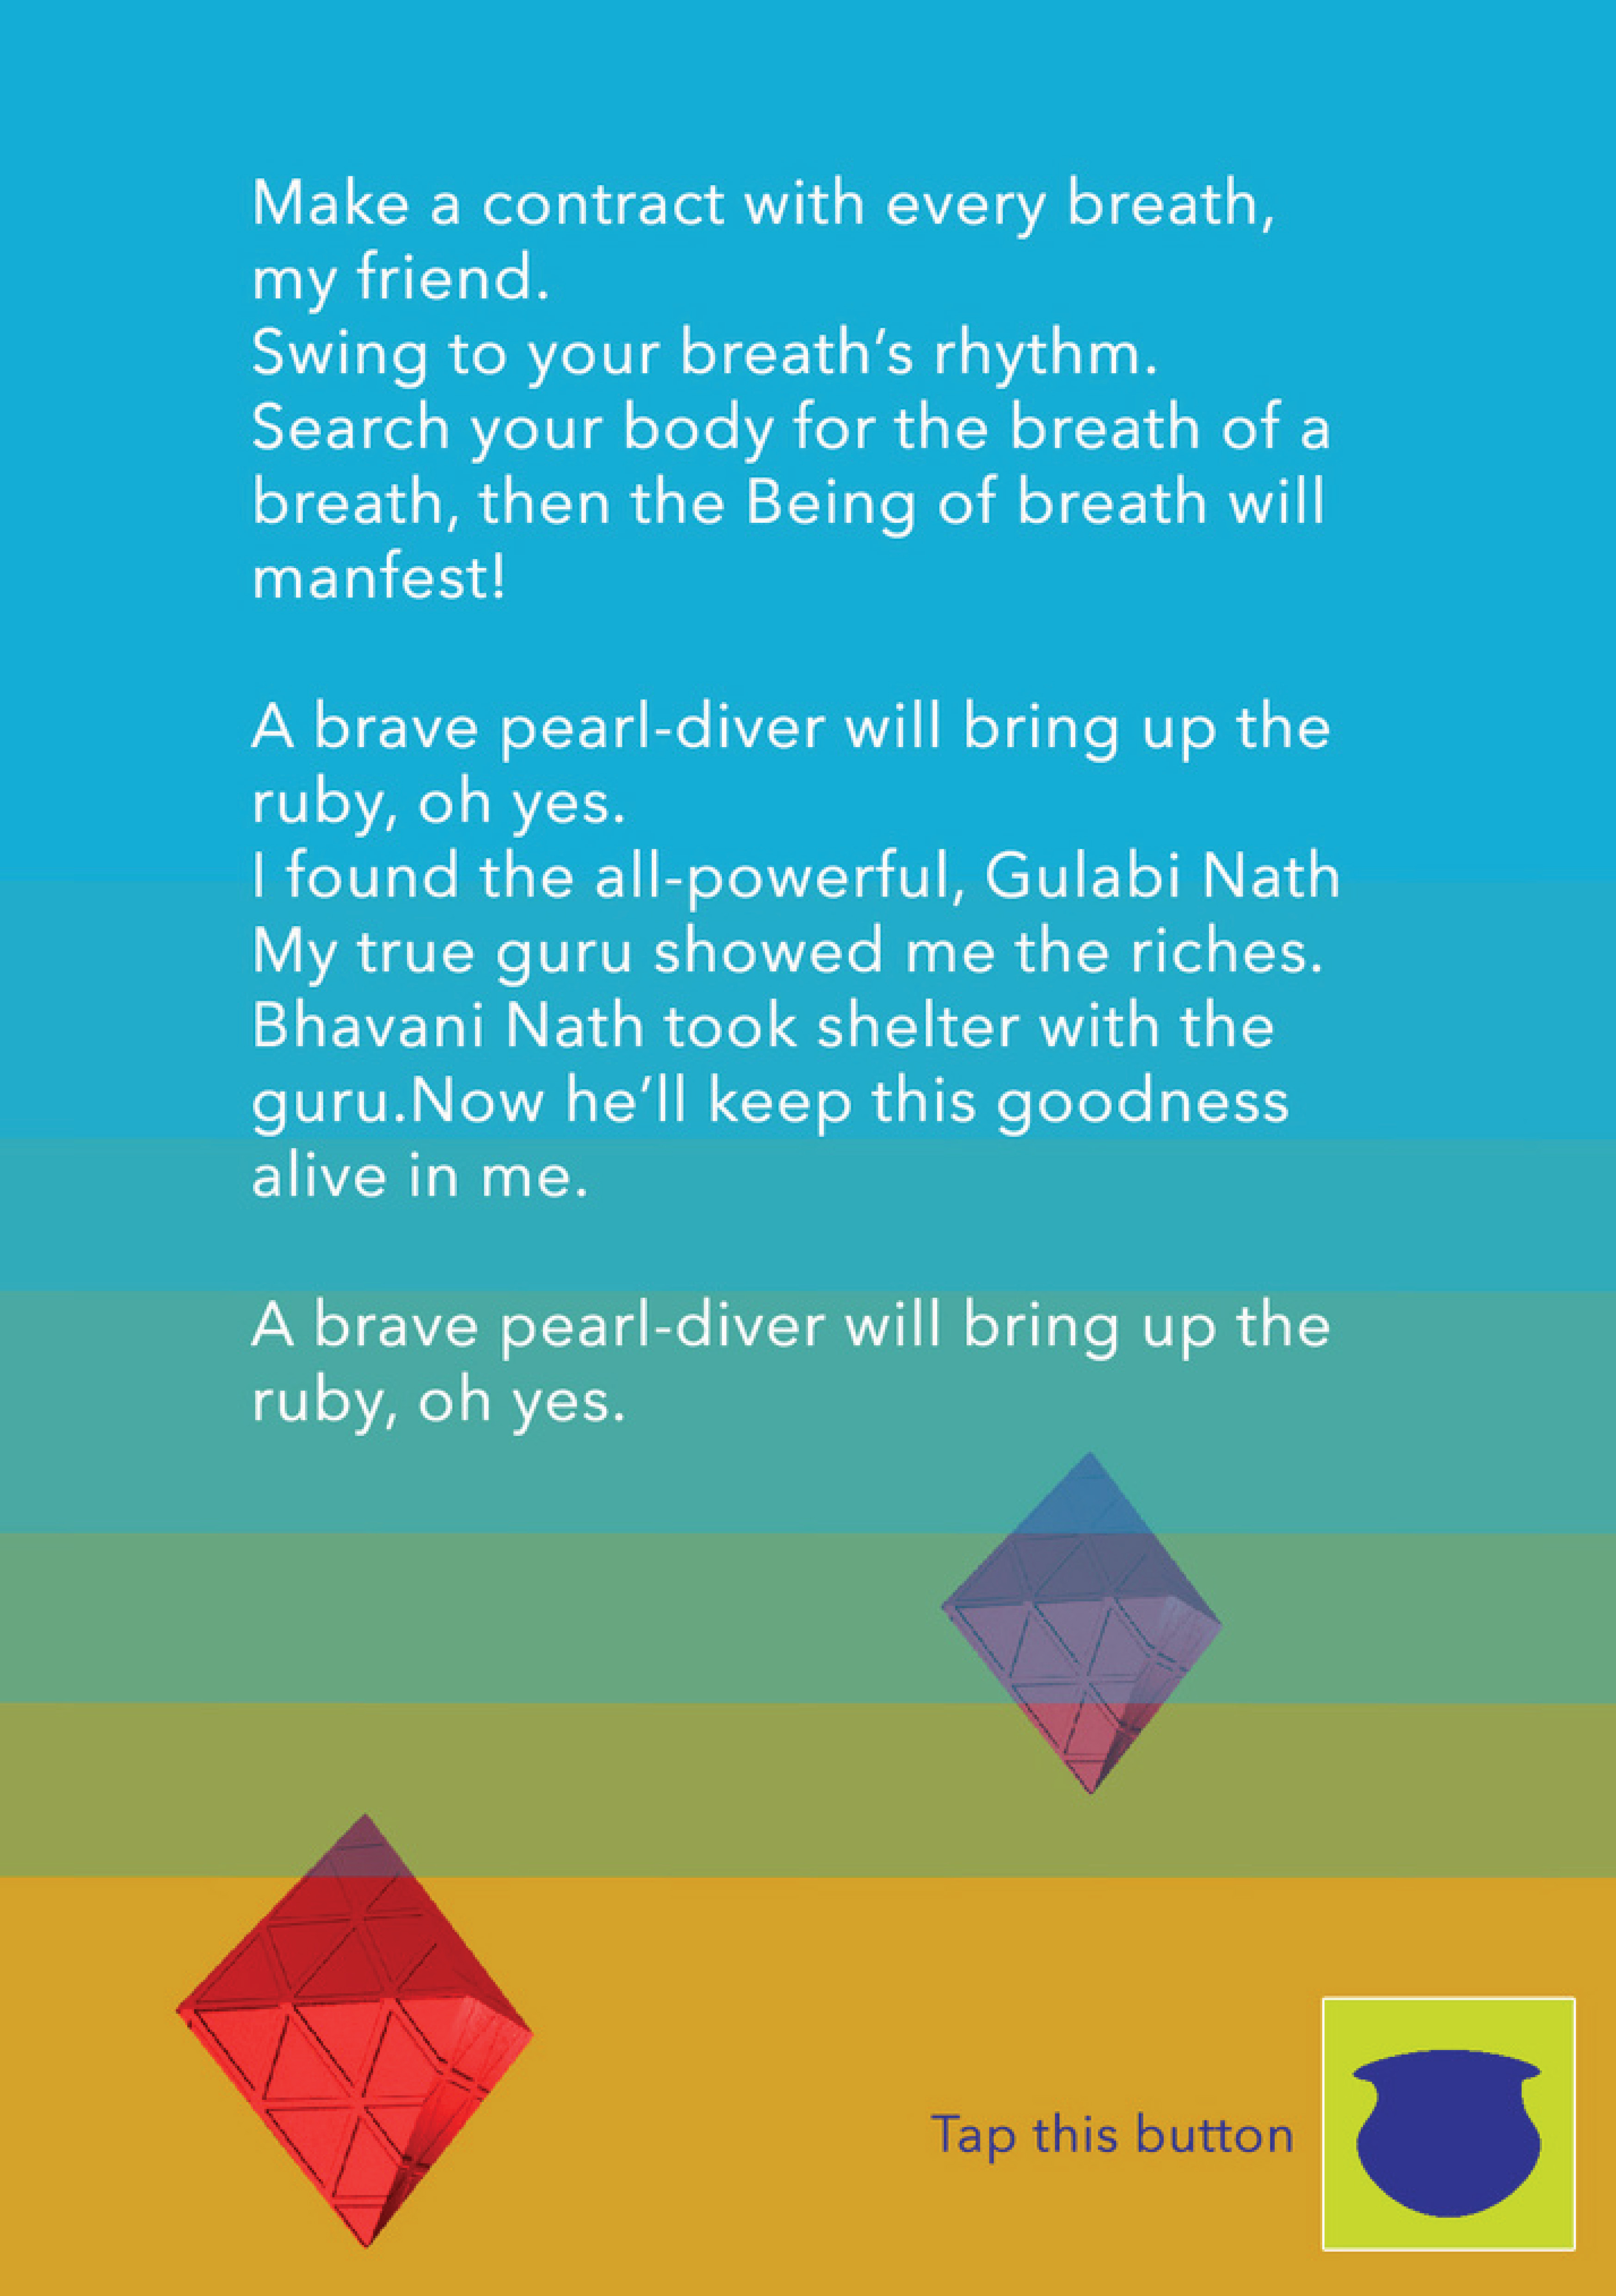 Make a contract with every breath,
my friend.
Swing to your breath’s rhythm.
Search your body for the breath of a
breath, then the Being of breath will
manfest!
A brave pearl-diver will bring up the
ruby, oh yes.
I found the all-powerful, Gulabi Nath
My true guru showed me the riches.
Bhavani Nath took shelter with the
guru.Now he’ll keep this goodness
alive in me.
A brave pearl-diver will bring up the
ruby, oh yes.
Tap this button